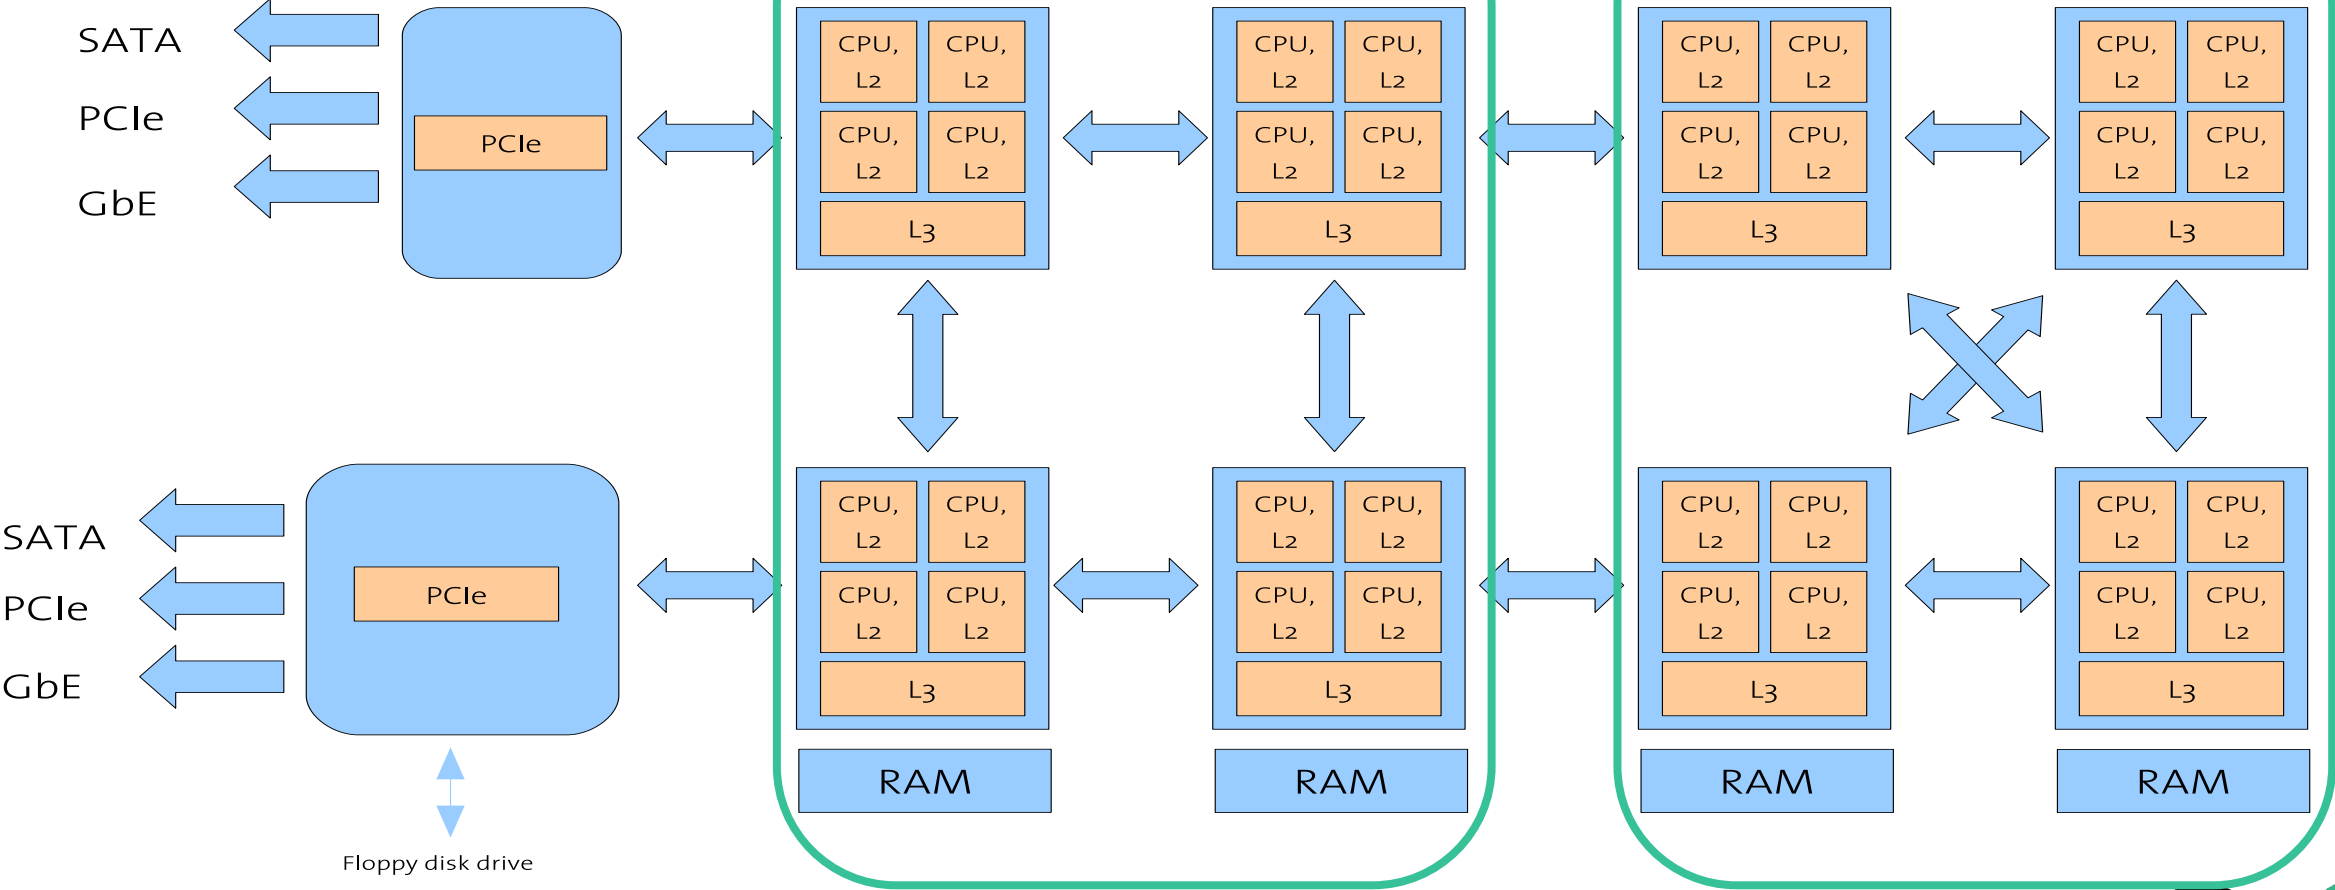 SATA
PCIe
GbE
PCIe
CPU,
L2
CPU,
L2
CPU,
L2
CPU,
L2
L3
CPU,
L2
CPU,
L2
CPU,
L2
CPU,
L2
L3
CPU,
L2
CPU,
L2
CPU,
L2
CPU,
L2
L3
CPU,
L2
CPU,
L2
CPU,
L2
CPU,
L2
L3
SATA
PCIe
GbE
PCIe
Floppy disk drive
CPU,
L2
CPU,
L2
CPU,
L2
CPU,
L2
L3
RAM
CPU,
L2
CPU,
L2
CPU,
L2
CPU,
L2
L3
RAM
CPU,
L2
CPU,
L2
CPU,
L2
CPU,
L2
L3
RAM
CPU,
L2
CPU,
L2
CPU,
L2
CPU,
L2
L3
RAM